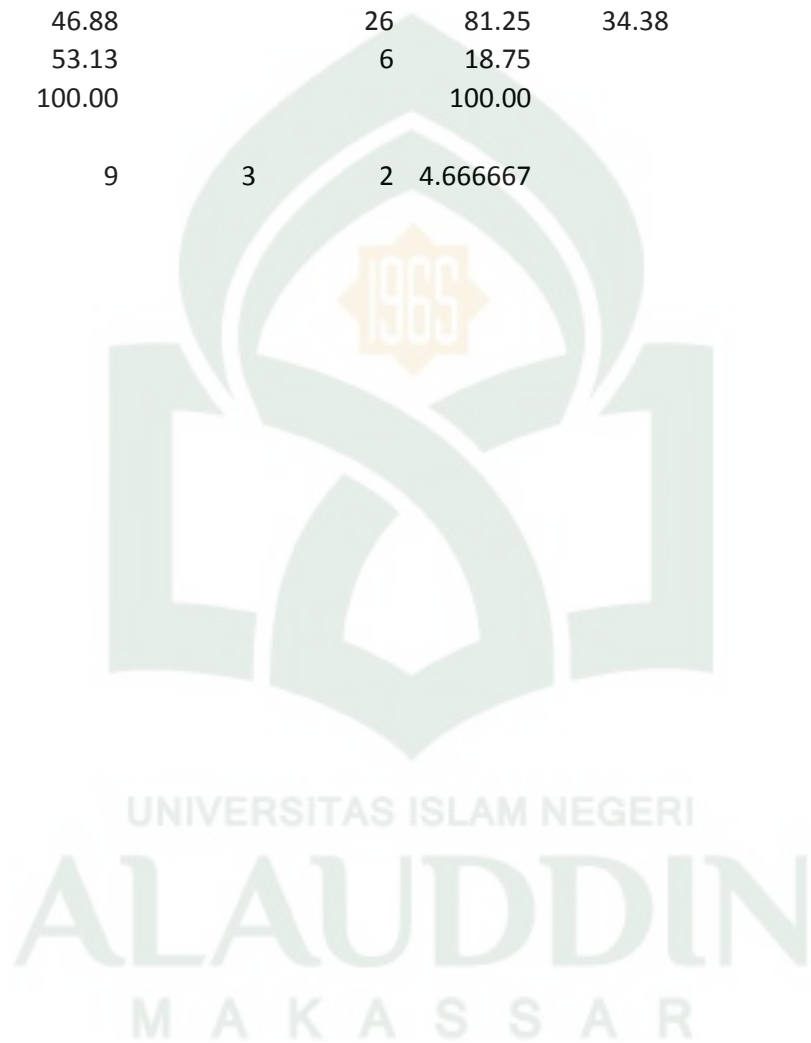 46.88 26 81.25 34.38
53.13 6 18.75
100.00 100.00
9 3 2 4.666667
1965
UNIVERSITAS ISLAM NEGERI
ALAUDDIN
MAKASSAR